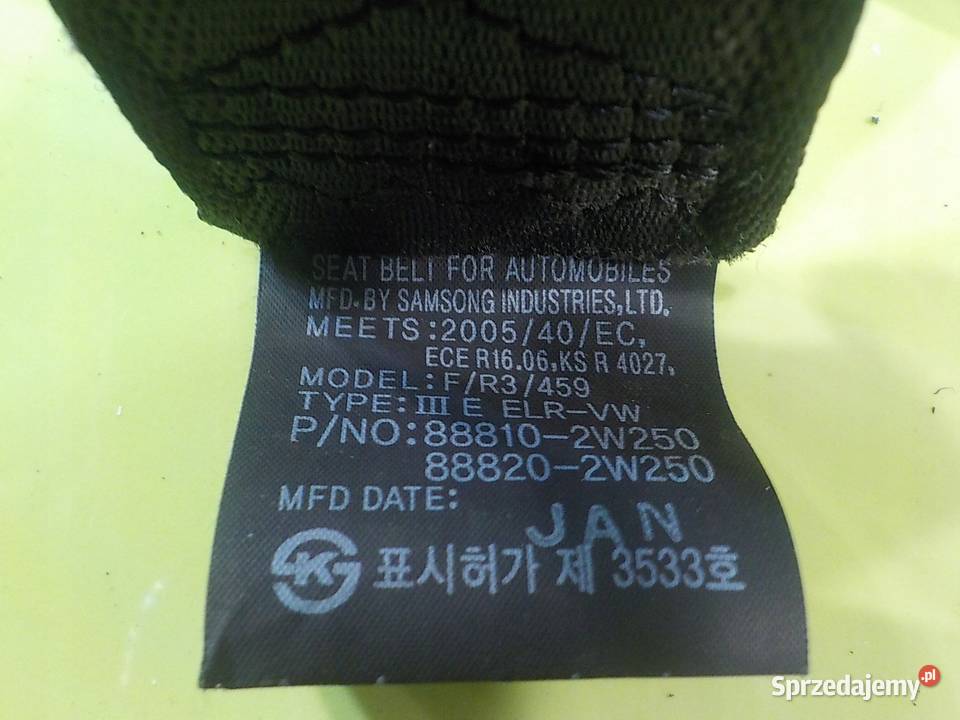 SEAT BELT FOR AUTOMOBILES
MFD. BY SAMSONG INDUSTRIES,LTD.
MEETS:2005/40/EC,
ECE R16.06,KS R 4027,
MODEL:F/R3/459
TYPE:III E ELR-VW
P/NO:88810-2W250
88820-2W250
MFD DATE:
JAN
K 표시허가 제 3533호
Sprzedajemy.pl